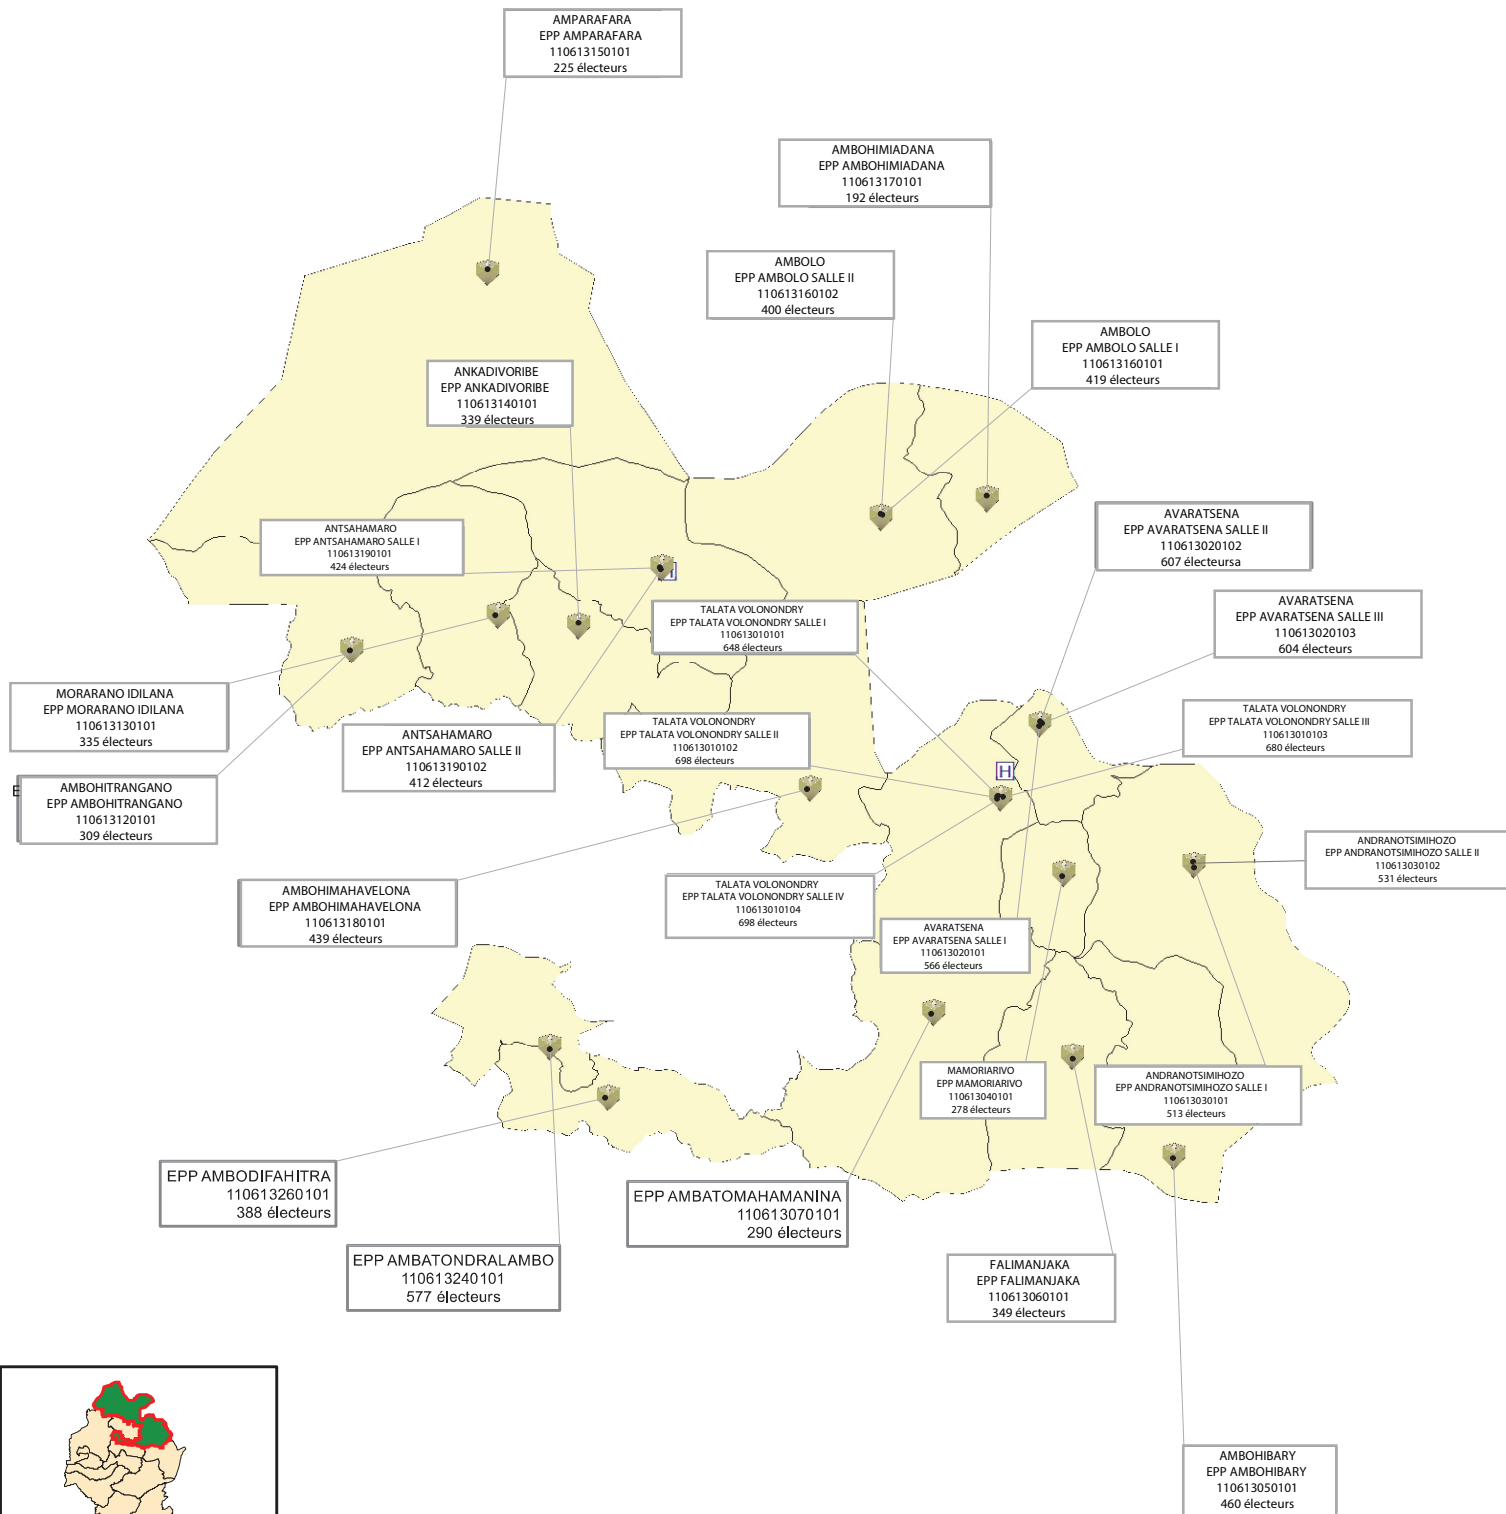 AMPARAFARA
EPP AMPARAFARA
110613150101
225 électeurs
AMBOHIMIADANA
EPP AMBOHIMIADANA
110613170101
192 électeurs
AMBOLO
EPP AMBOLO SALLE II
110613160102
400 électeurs
AMBOLO
EPP AMBOLO SALLE I
110613160101
419 électeurs
ANKADIVORIBE
EPP ANKADIVORIBE
110613140101
339 électeurs
ANTSAHAMARO
EPP ANTSAHAMARO SALLE I
110613190101
424 électeurs
AVARATSENA
EPP AVARATSENA SALLE II
110613020102
607 électeursa
AVARATSENA
EPP AVARATSENA SALLE III
110613020103
604 électeurs
TALATA VOLONONDRY
EPP TALATA VOLONONDRY SALLE I
110613010101
648 électeurs
MORARANO IDILANA
EPP MORARANO IDILANA
110613130101
335 électeurs
ANTSAHAMARO
EPP ANTSAHAMARO SALLE II
110613190102
412 électeurs
TALATA VOLONONDRY
EPP TALATA VOLONONDRY SALLE II
110613010102
698 électeurs
TALATA VOLONONDRY
EPP TALATA VOLONONDRY SALLE III
110613010103
680 électeurs
H
E
AMBOHITRANGANO
EPP AMBOHITRANGANO
110613120101
309 électeurs
ANDRANOTSIMIHOZO
EPP ANDRANOTSIMIHOZO SALLE II
110613030102
531 électeurs
AMBOHIMAHAVELONA
EPP AMBOHIMAHAVELONA
110613180101
439 électeurs
TALATA VOLONONDRY
EPP TALATA VOLONONDRY SALLE IV
110613010104
698 électeurs
AVARATSENA
EPP AVARATSENA SALLE I
110613020101
566 électeurs
MAMORIARIVO
EPP MAMORIARIVO
110613040101
278 électeurs
ANDRANOTSIMIHOZO
EPP ANDRANOTSIMIHOZO SALLE I
110613030101
513 électeurs
EPP AMBODIFAHITRA
110613260101
388 électeurs
EPP AMBATOMAHAMANINA
110613070101
290 électeurs
EPP AMBATONDRALAMBO
110613240101
577 électeurs
FALIMANJAKA
EPP FALIMANJAKA
110613060101
349 électeurs
AMBOHIBARY
EPP AMBOHIBARY
110613050101
460 électeurs